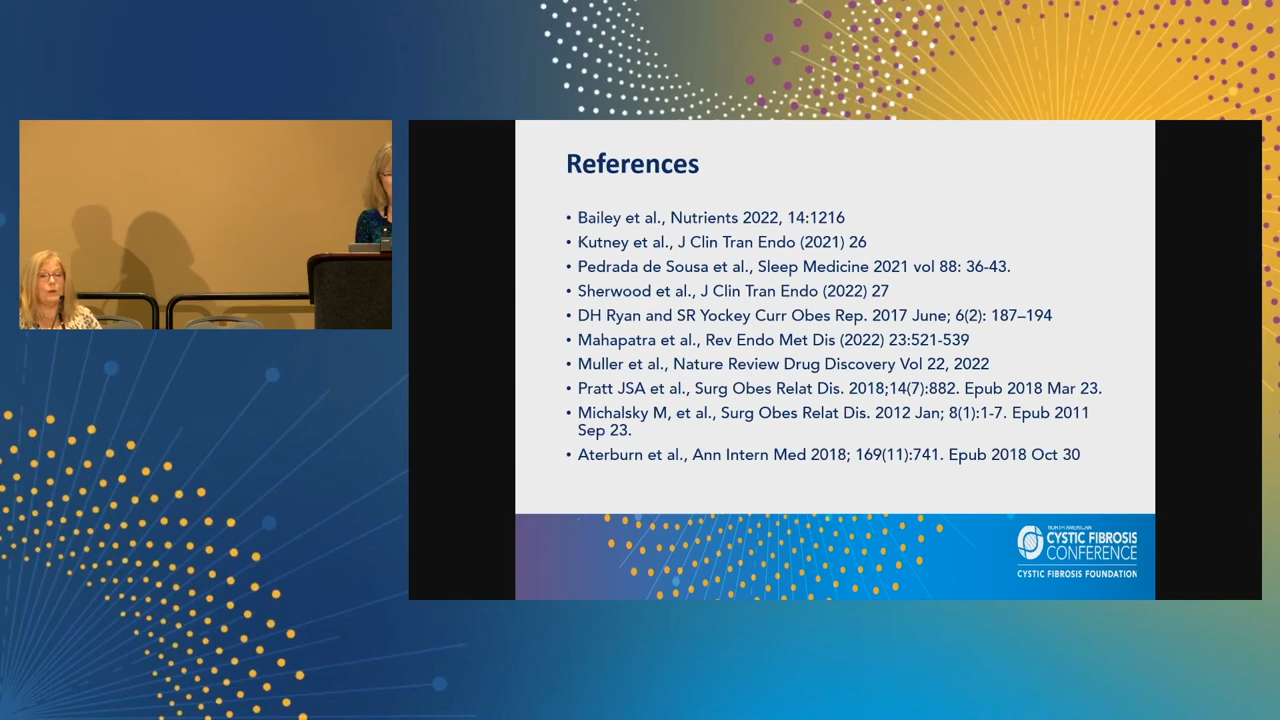 References
• Bailey et al., Nutrients 2022, 14:1216
• Kutney et al., J Clin Tran Endo (2021) 26
• Pedrada de Sousa et al., Sleep Medicine 2021 vol 88: 36-43.
• Sherwood et al., J Clin Tran Endo (2022) 27
• DH Ryan and SR Yockey Curr Obes Rep. 2017 June; 6(2): 187–194
• Mahapatra et al., Rev Endo Met Dis (2022) 23:521-539
• Muller et al., Nature Review Drug Discovery Vol 22, 2022
• Pratt JSA et al., Surg Obes Relat Dis. 2018;14(7):882. Epub 2018 Mar 23.
• Michalsky M, et al., Surg Obes Relat Dis. 2012 Jan; 8(1):1-7. Epub 2011
Sep 23.
• Aterburn et al., Ann Intern Med 2018; 169(11):741. Epub 2018 Oct 30
NORTH AMERICAN
CYSTIC FIBROSIS
CONFERENCE
CYSTIC FIBROSIS FOUNDATION